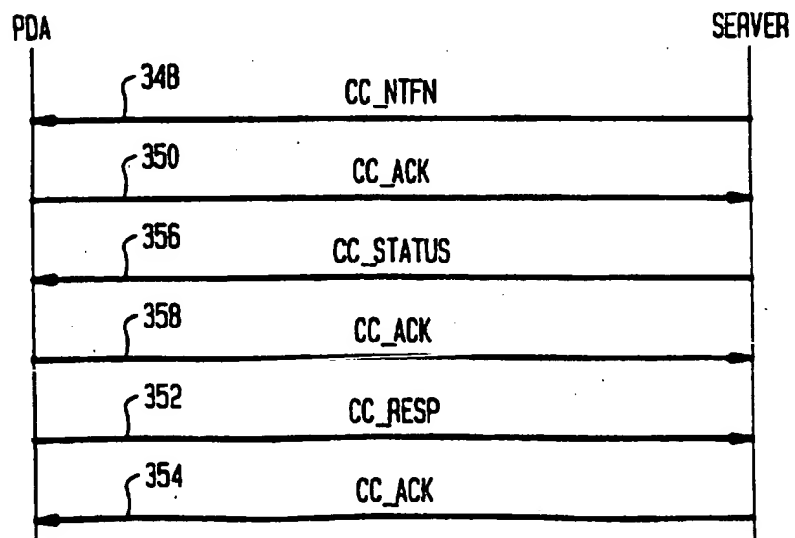 PDA SERVER
348 CC_NTFN
350 CC_ACK
356 CC_STATUS
358 CC_ACK
352 CC_RESP
354 CC_ACK